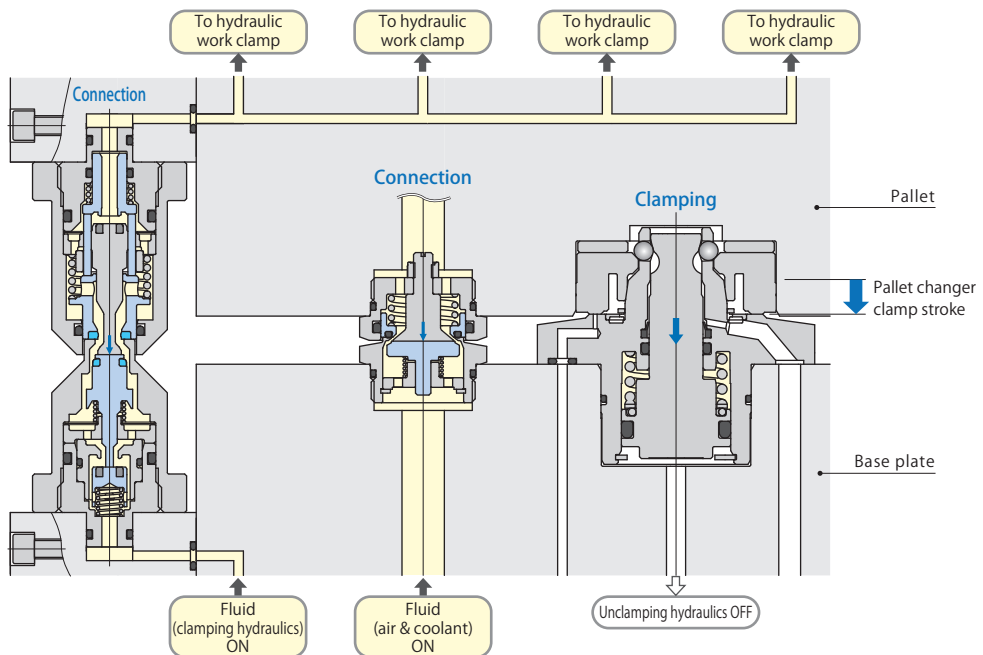 To hydraulic
work clamp
To hydraulic
work clamp
To hydraulic
work clamp
To hydraulic
work clamp
Connection
Connection
Clamping
Pallet
Pallet changer
clamp stroke
Base plate
Fluid
(clamping hydraulics)
ON
Fluid
(air & coolant)
ON
Unclamping hydraulics OFF